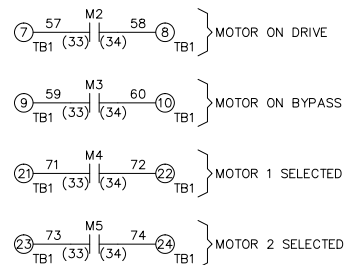 57 M2 58
7 (33) (34) 8 MOTOR ON DRIVE
TB1 TB1
59 M3 60
9 (33) (34) 10 MOTOR ON BYPASS
TB1 TB1
71 M4 72
21 (33) (34) 22 MOTOR 1 SELECTED
TB1 TB1
73 M5 74
23 (33) (34) 24 MOTOR 2 SELECTED
TB1 TB1